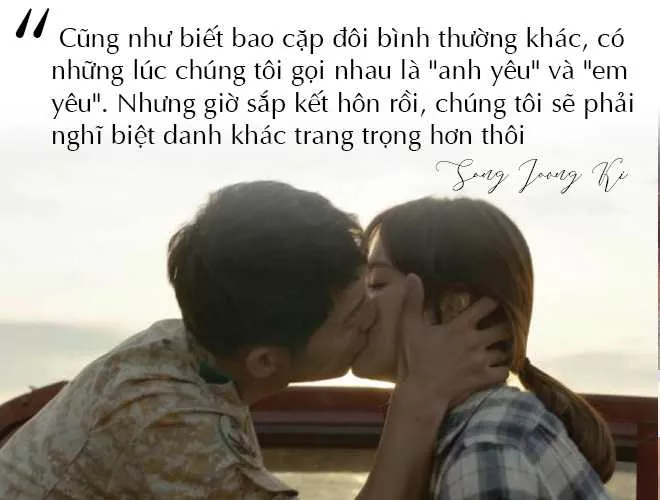 "
Cũng như biết bao cặp đôi bình thường khác, có
những lúc chúng tôi gọi nhau là "anh yêu" và "em
yêu". Nhưng giờ sắp kết hôn rồi, chúng tôi sẽ phải
nghĩ biệt danh khác trang trọng hơn thôi
Song Joong Ki